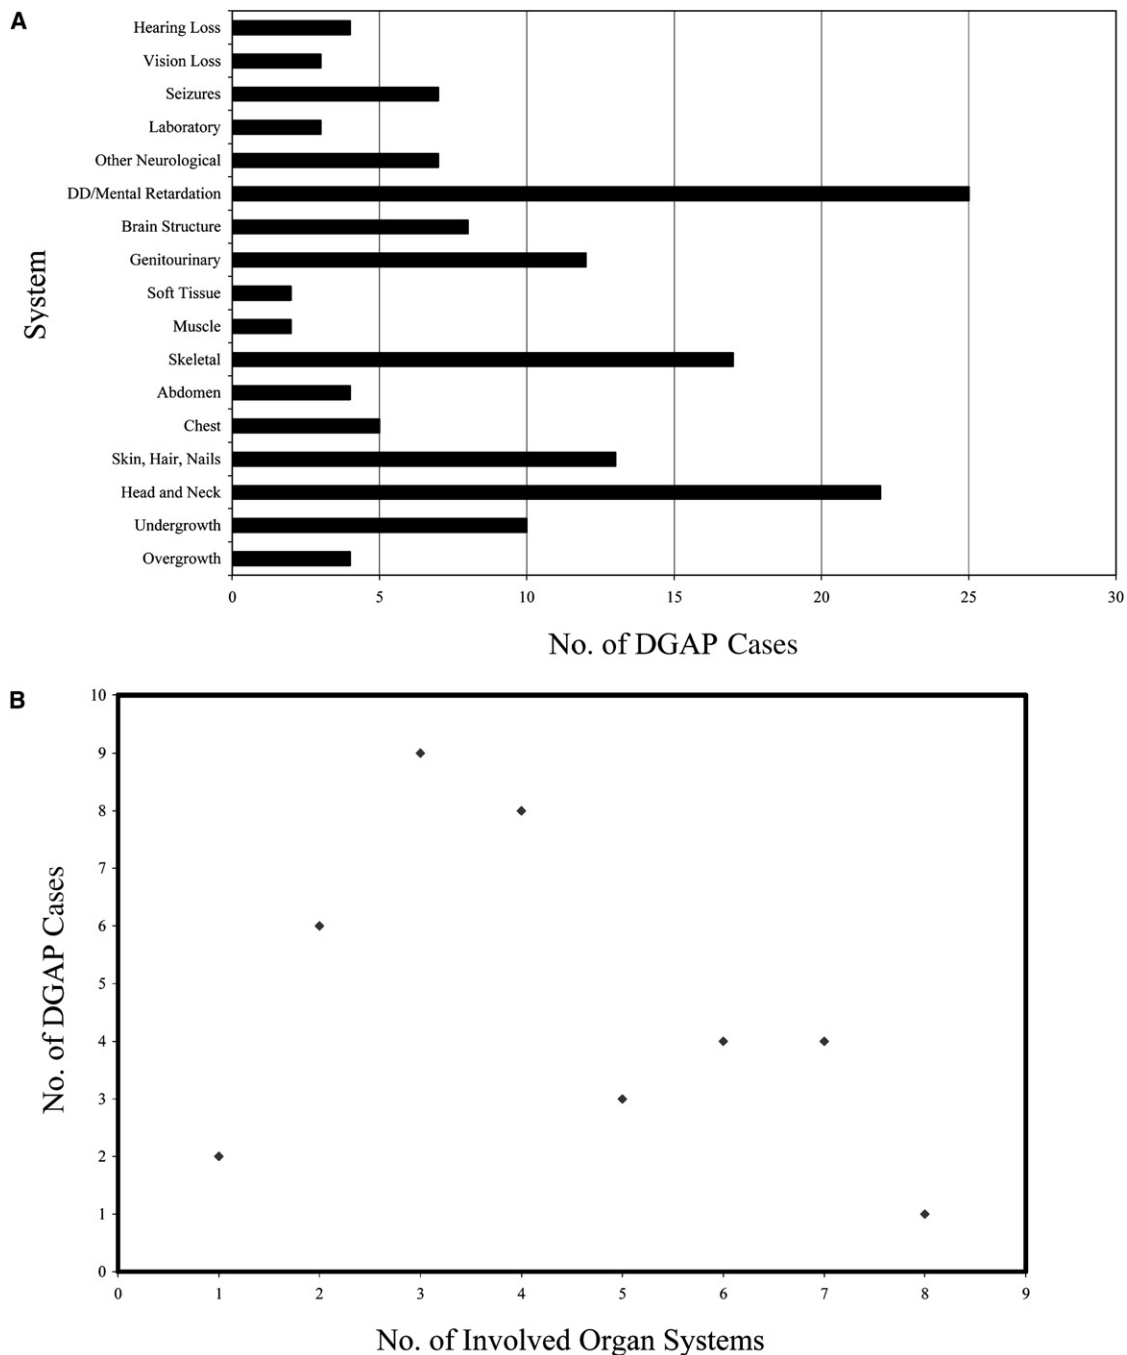 A
Hearing Loss
Vision Loss
Seizures
Laboratory
Other Neurological
DD/Mental Retardation
Brain Structure
Genitourinary
Soft Tissue
Muscle
Skeletal
Abdomen
Chest
Skin, Hair, Nails
Head and Neck
Undergrowth
Overgrowth
System
0 5 10 15 20 25 30
No. of DGAP Cases
B
10
9
8
7
6
5
4
3
2
1
0
No. of DGAP Cases
0 1 2 3 4 5 6 7 8 9
No. of Involved Organ Systems